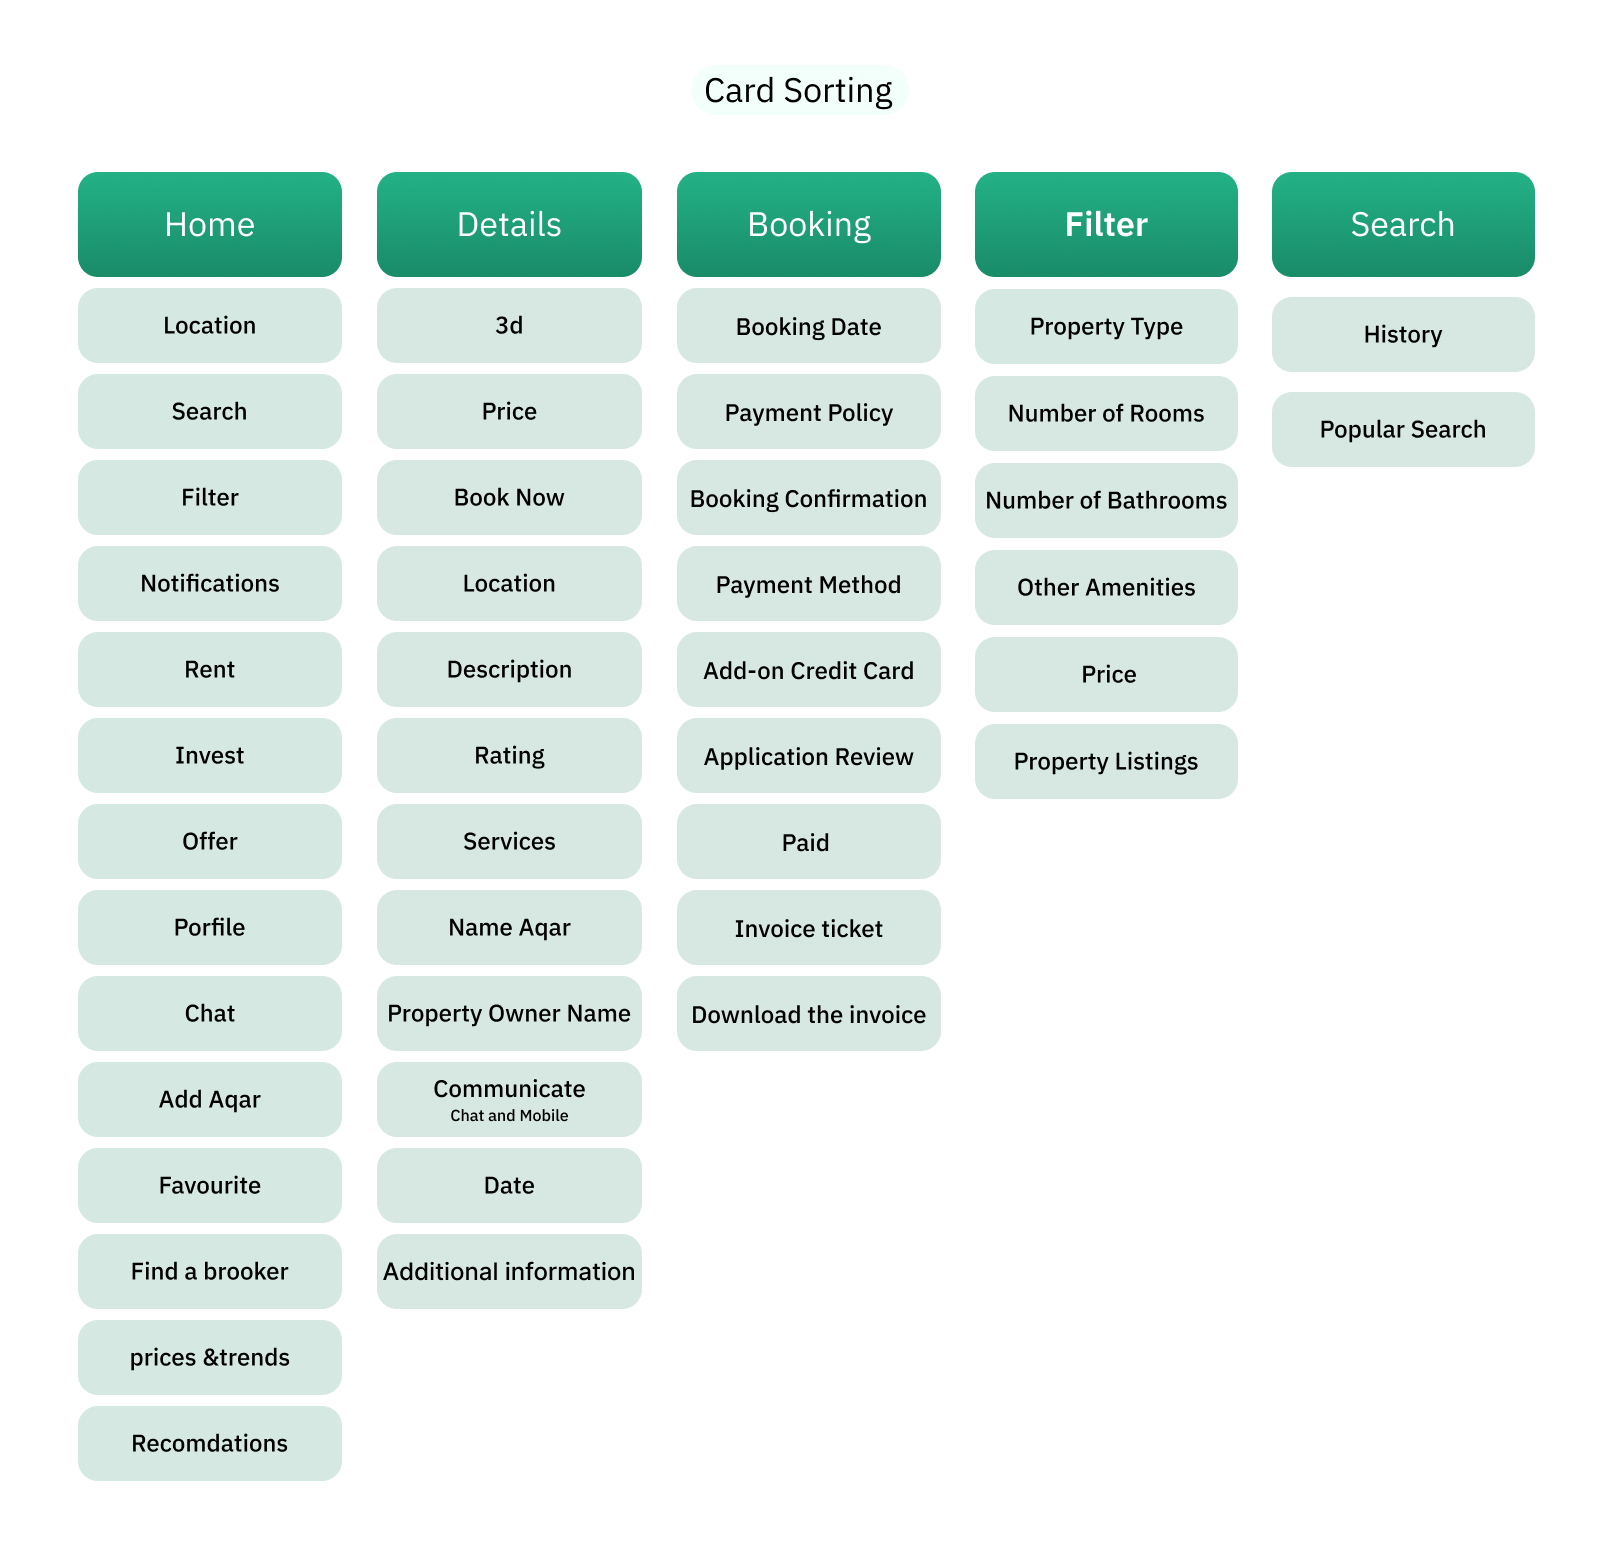 Card Sorting
Home
Location
Search
Filter
Notifications
Rent
Invest
Offer
Porfile
Chat
Add Aqar
Favourite
Find a brooker
prices &trends
Recomdations
Details
3d
Price
Book Now
Location
Description
Rating
Services
Name Aqar
Property Owner Name
Communicate
Chat and Mobile
Date
Additional information
Booking
Booking Date
Payment Policy
Booking Confirmation
Payment Method
Add-on Credit Card
Application Review
Paid
Invoice ticket
Download the invoice
Filter
Property Type
Number of Rooms
Number of Bathrooms
Other Amenities
Price
Property Listings
Search
History
Popular Search